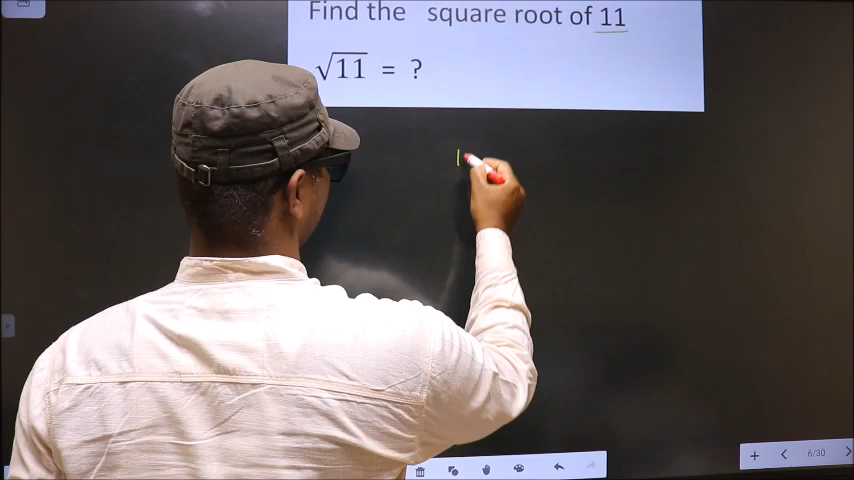 Find the square root of 11
√11 = ?
6/30